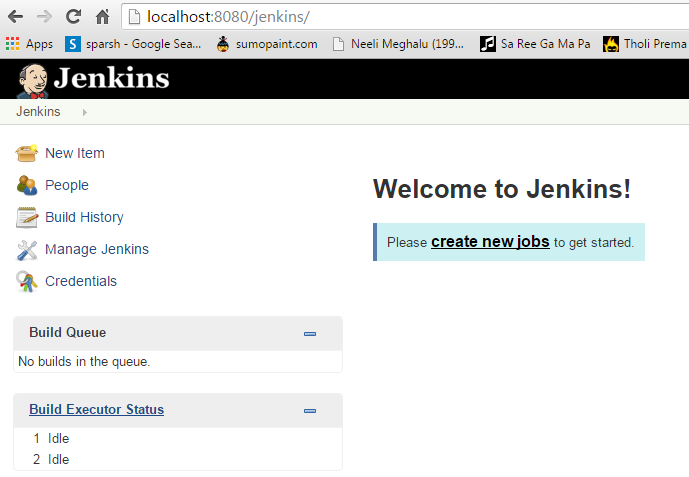 localhost:8080/jenkins/
Apps sparsh - Google Sea... sumopaint.com Neeli Meghalu (199... Sa Ree Ga Ma Pa Tholi Prema
Jenkins
Jenkins
New Item
People
Build History
Manage Jenkins
Credentials
Build Queue
No builds in the queue.
Build Executor Status
1 Idle
2 Idle
Welcome to Jenkins!
Please create new jobs to get started.